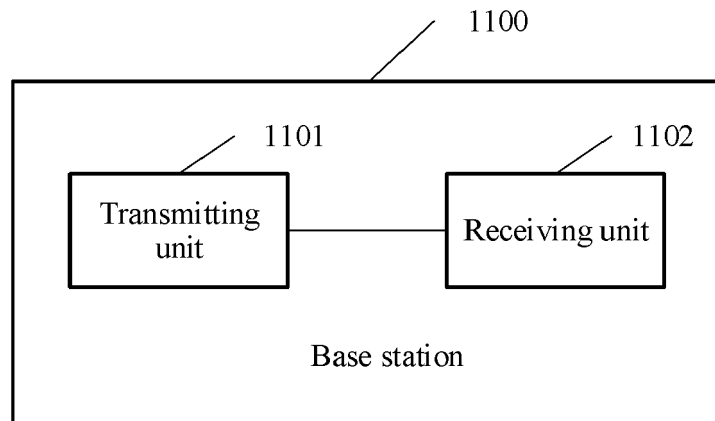 1100
1101
1102
Transmitting
unit
Receiving unit
Base station